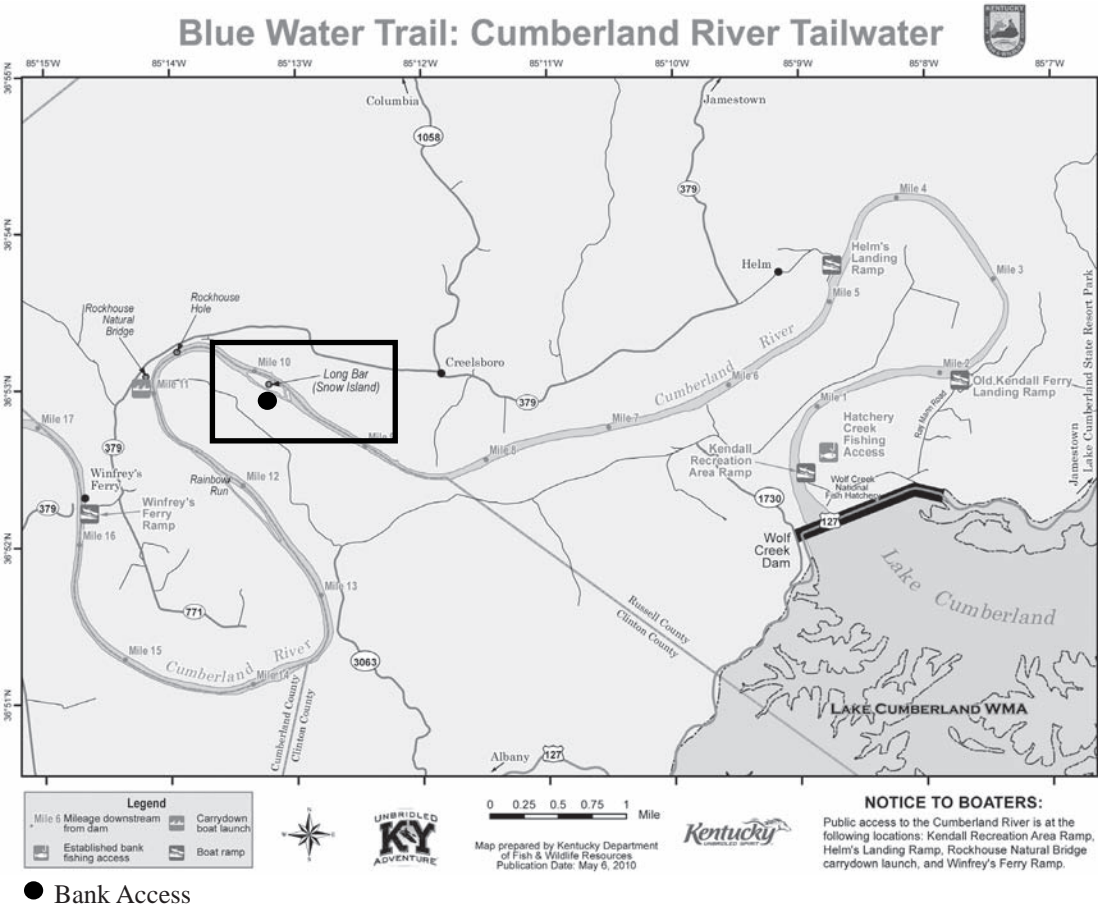 Blue Water Trail: Cumberland River Tailwater
KENTUCKY
85°15'W
85°14'W
85°13'W
85°12'W
85°11'W
85°10'W
85°9'W
85°8'W
85°7'W
36°55'N
36°54'N
36°53'N
36°52'N
36°51'N
Columbia
1058
Jamestown
379
Mile 4
Helm's
Landing
Ramp
Helm
Mile 3
Mile 5
Rockhouse
Hole
Rockhouse
Natural
Bridge
Mile 10
Long Bar
(Snow Island)
Creelsboro
Cumberland River
Mile 11
Mile 6
Mile 2
Old Kendall Ferry
Landing Ramp
Ray Mann Road
Jamestown
Lake Cumberland State Resort Park
379
Mile 1
Mile 17
Mile 7
Hatchery
Creek
Fishing
Access
379
Mile 9
Mile 8
Kendall
Recreation
Area Ramp
Winfrey's
Ferry
Rainbow
Run
Mile 12
Wolf Creek
National
Fish Hatchery
1730
379
Winfrey's
Ferry
Ramp
127
Mile 16
Wolf
Creek
Dam
Lake Cumberland
Mile 13
771
Russell County
Clinton County
Mile 15
Cumberland River
3063
Mile 14
Cumberland County
Clinton County
LAKE CUMBERLAND WMA
Albany
127
Legend
Mile 6 Mileage downstream
from dam
Carrydown
boat launch
Established bank
fishing access
Boat ramp
N
UNBRIDLED
KY
ADVENTURE
0 0.25 0.5 0.75 1
Mile
Map prepared by Kentucky Department
of Fish & Wildlife Resources
Publication Date: May 6, 2010
Kentucky
UNBRIDLED SPIRIT
NOTICE TO BOATERS:
Public access to the Cumberland River is at the
following locations: Kendall Recreation Area Ramp,
Helm's Landing Ramp, Rockhouse Natural Bridge
carrydown launch, and Winfrey's Ferry Ramp.
Bank Access